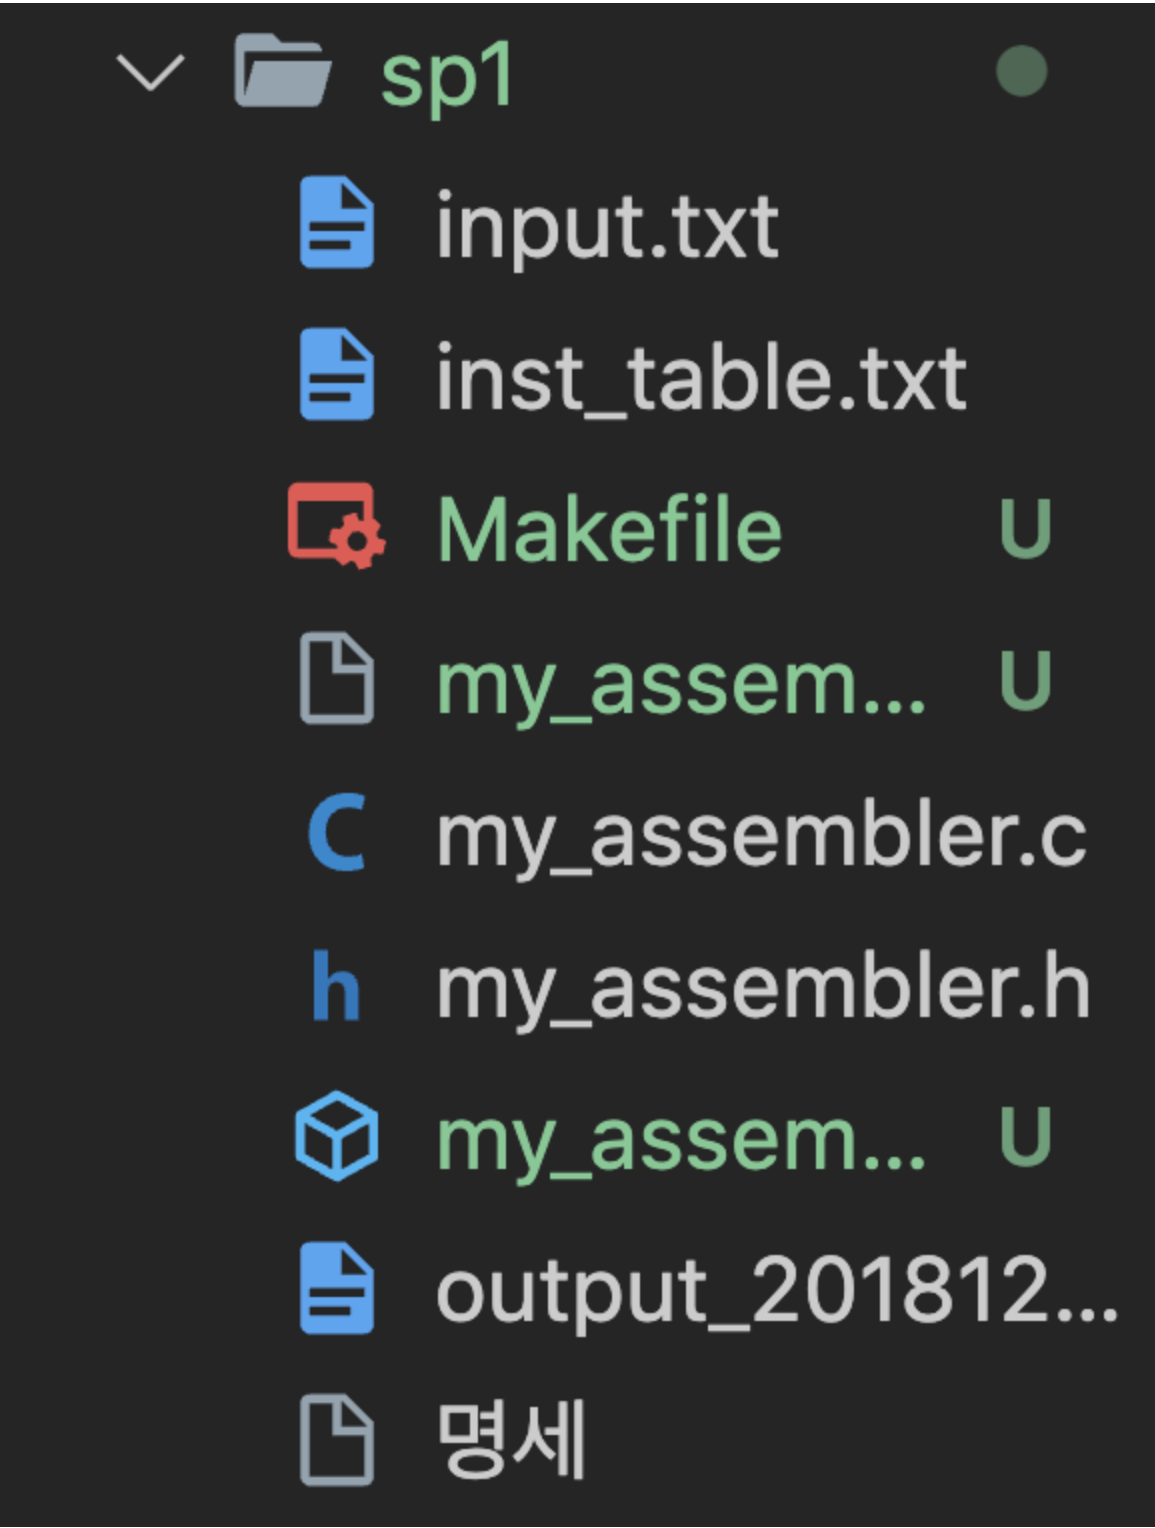 sp1
input.txt
inst_table.txt
Makefile U
my_assem... U
my_assembler.c
my_assembler.h
my_assem... U
output_201812...
명세